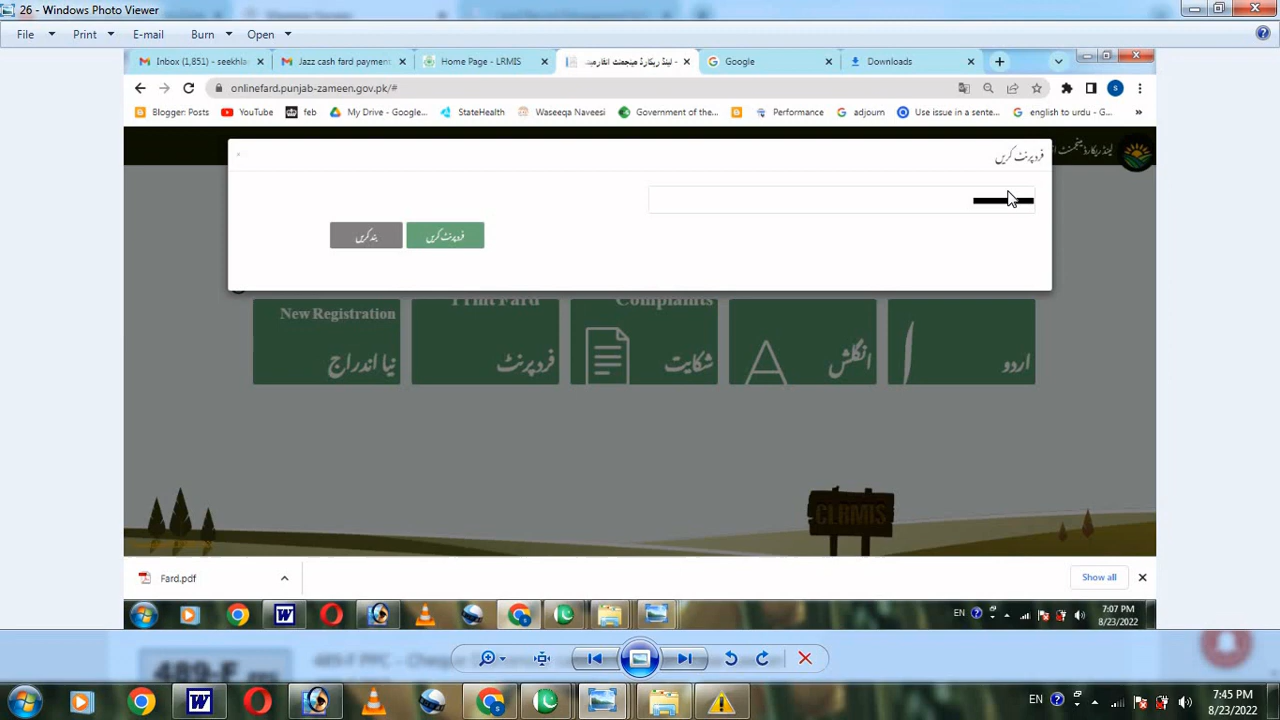 26 - Windows Photo Viewer
File Print E-mail Burn Open
Inbox (1,851) - seekhla
Jazz cash fard payment
Home Page - LRMIS
Google
Downloads
onlinefard.punjab-zameen.gov.pk/#
Blogger: Posts
YouTube
feb
My Drive - Google...
StateHealth
Waseeqa Naveesi
Government of the...
Performance
adjourn
Use issue in a sente...
english to urdu - G...
»
فرد پرنٹ کریں
فرد پرنٹ کریں
بند کریں
New Registration
نیا اندراج
Print Fard
فرد پرنٹ
Complaints
شکایت
انگلش
اردو
CLRMIS
Fard.pdf
Show all
EN
7:07 PM
8/23/2022
489-F
EN
7:45 PM
8/23/2022